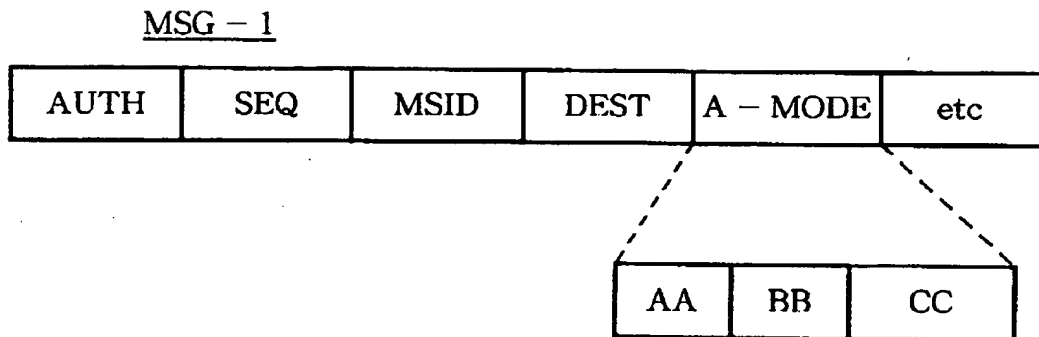 MSG – 1
AUTH SEQ MSID DEST A – MODE etc
AA BB CC